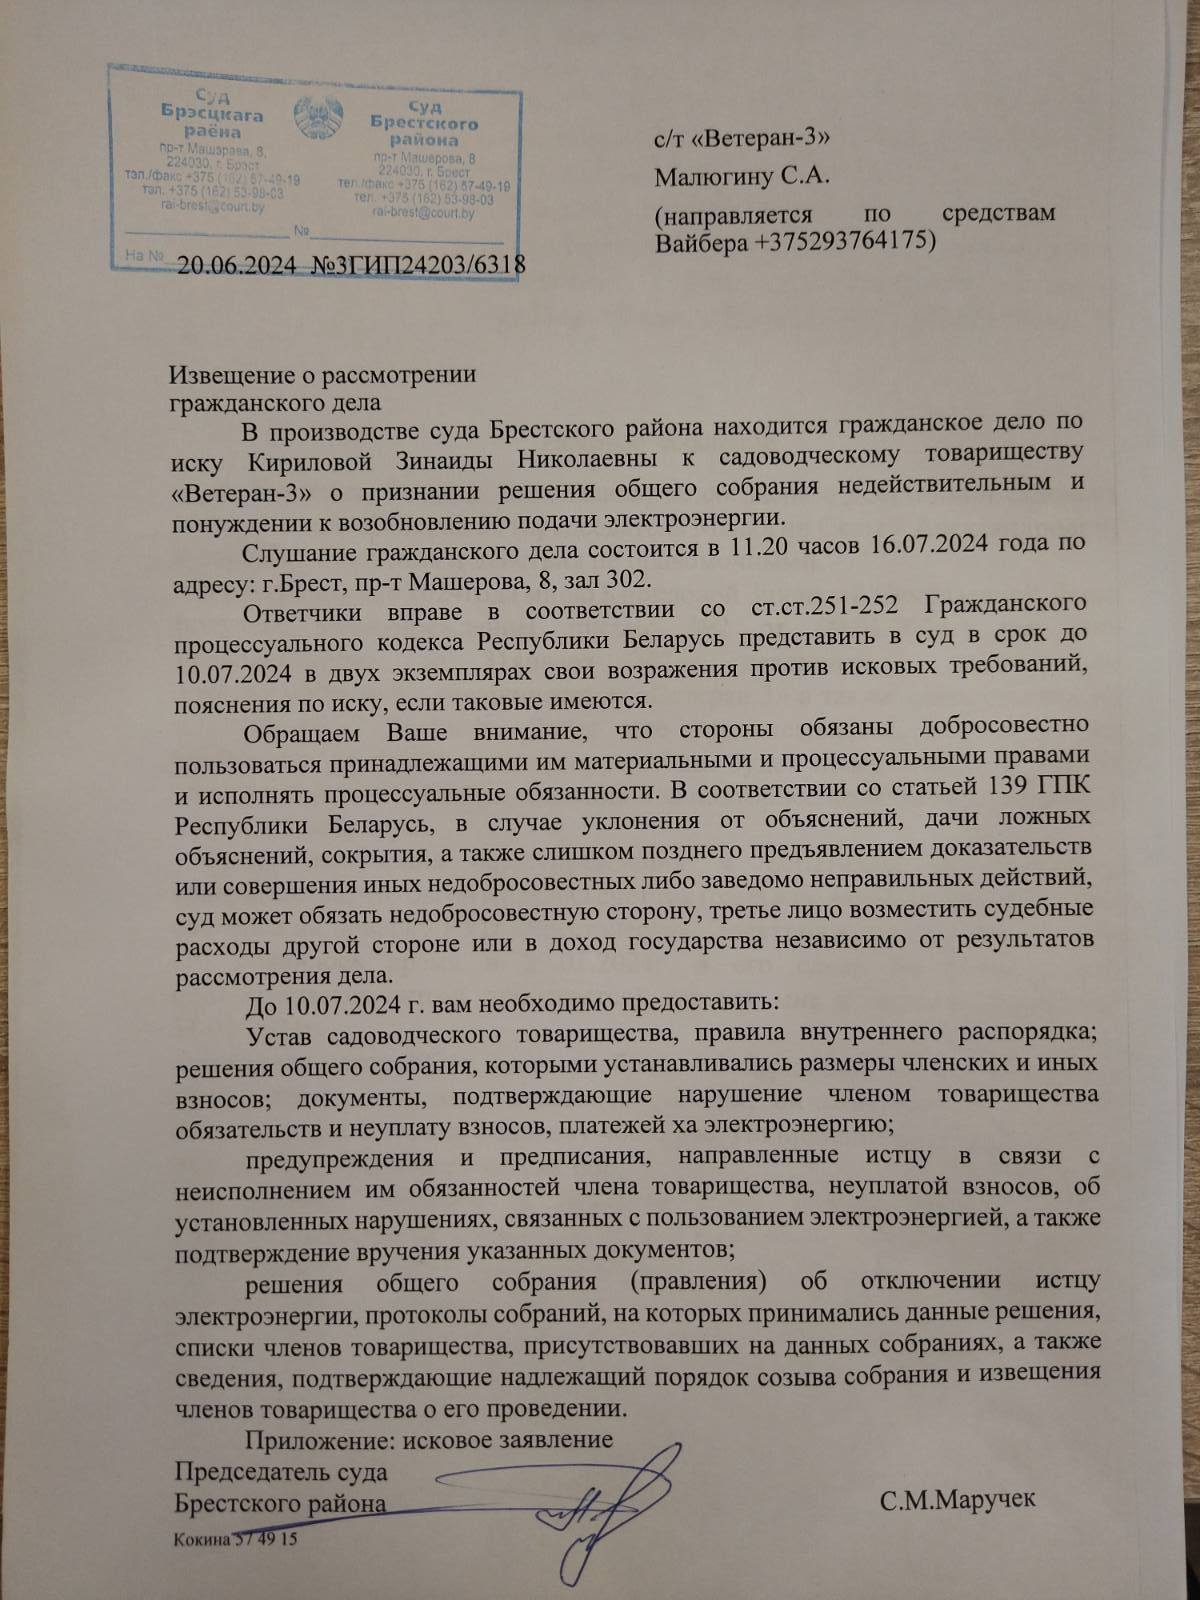 Суд
Брэсцкага
раёна
пр-т Машэрава, 8,
224030, г. Брэст
тэл./факс +375 (162) 57-49-19
тэл. +375 (162) 53-98-03
rai-brest@court.by
Суд
Брестского
района
пр-т Машерова, 8
224030, г. Брест
тел./факс +375 (162) 57-49-19
тел. +375 (162) 53-98-03
rai-brest@court.by
№
На №
20.06.2024 №3ГИП24203/6318
с/т «Ветеран-3»
Малюгину С.А.
(направляется по средствам
Вайбера +375293764175)
Извещение о рассмотрении
гражданского дела
В производстве суда Брестского района находится гражданское дело по
иску Кириловой Зинаиды Николаевны к садоводческому товариществу
«Ветеран-3» о признании решения общего собрания недействительным и
понуждении к возобновлению подачи электроэнергии.
Слушание гражданского дела состоится в 11.20 часов 16.07.2024 года по
адресу: г.Брест, пр-т Машерова, 8, зал 302.
Ответчики вправе в соответствии со ст.ст.251-252 Гражданского
процессуального кодекса Республики Беларусь представить в суд в срок до
10.07.2024 в двух экземплярах свои возражения против исковых требований,
пояснения по иску, если таковые имеются.
Обращаем Ваше внимание, что стороны обязаны добросовестно
пользоваться принадлежащими им материальными и процессуальными правами
и исполнять процессуальные обязанности. В соответствии со статьей 139 ГПК
Республики Беларусь, в случае уклонения от объяснений, дачи ложных
объяснений, сокрытия, а также слишком позднего предъявлением доказательств
или совершения иных недобросовестных либо заведомо неправильных действий,
суд может обязать недобросовестную сторону, третье лицо возместить судебные
расходы другой стороне или в доход государства независимо от результатов
рассмотрения дела.
До 10.07.2024 г. вам необходимо предоставить:
Устав садоводческого товарищества, правила внутреннего распорядка;
решения общего собрания, которыми устанавливались размеры членских и иных
взносов; документы, подтверждающие нарушение членом товарищества
обязательств и неуплату взносов, платежей ха электроэнергию;
предупреждения и предписания, направленные истцу в связи с
неисполнением им обязанностей члена товарищества, неуплатой взносов, об
установленных нарушениях, связанных с пользованием электроэнергией, а также
подтверждение вручения указанных документов;
решения общего собрания (правления) об отключении истцу
электроэнергии, протоколы собраний, на которых принимались данные решения,
списки членов товарищества, присутствовавших на данных собраниях, а также
сведения, подтверждающие надлежащий порядок созыва собрания и извещения
членов товарищества о его проведении.
Приложение: исковое заявление
Председатель суда
Брестского района
С.М.Маручек
Кокина 57 49 15